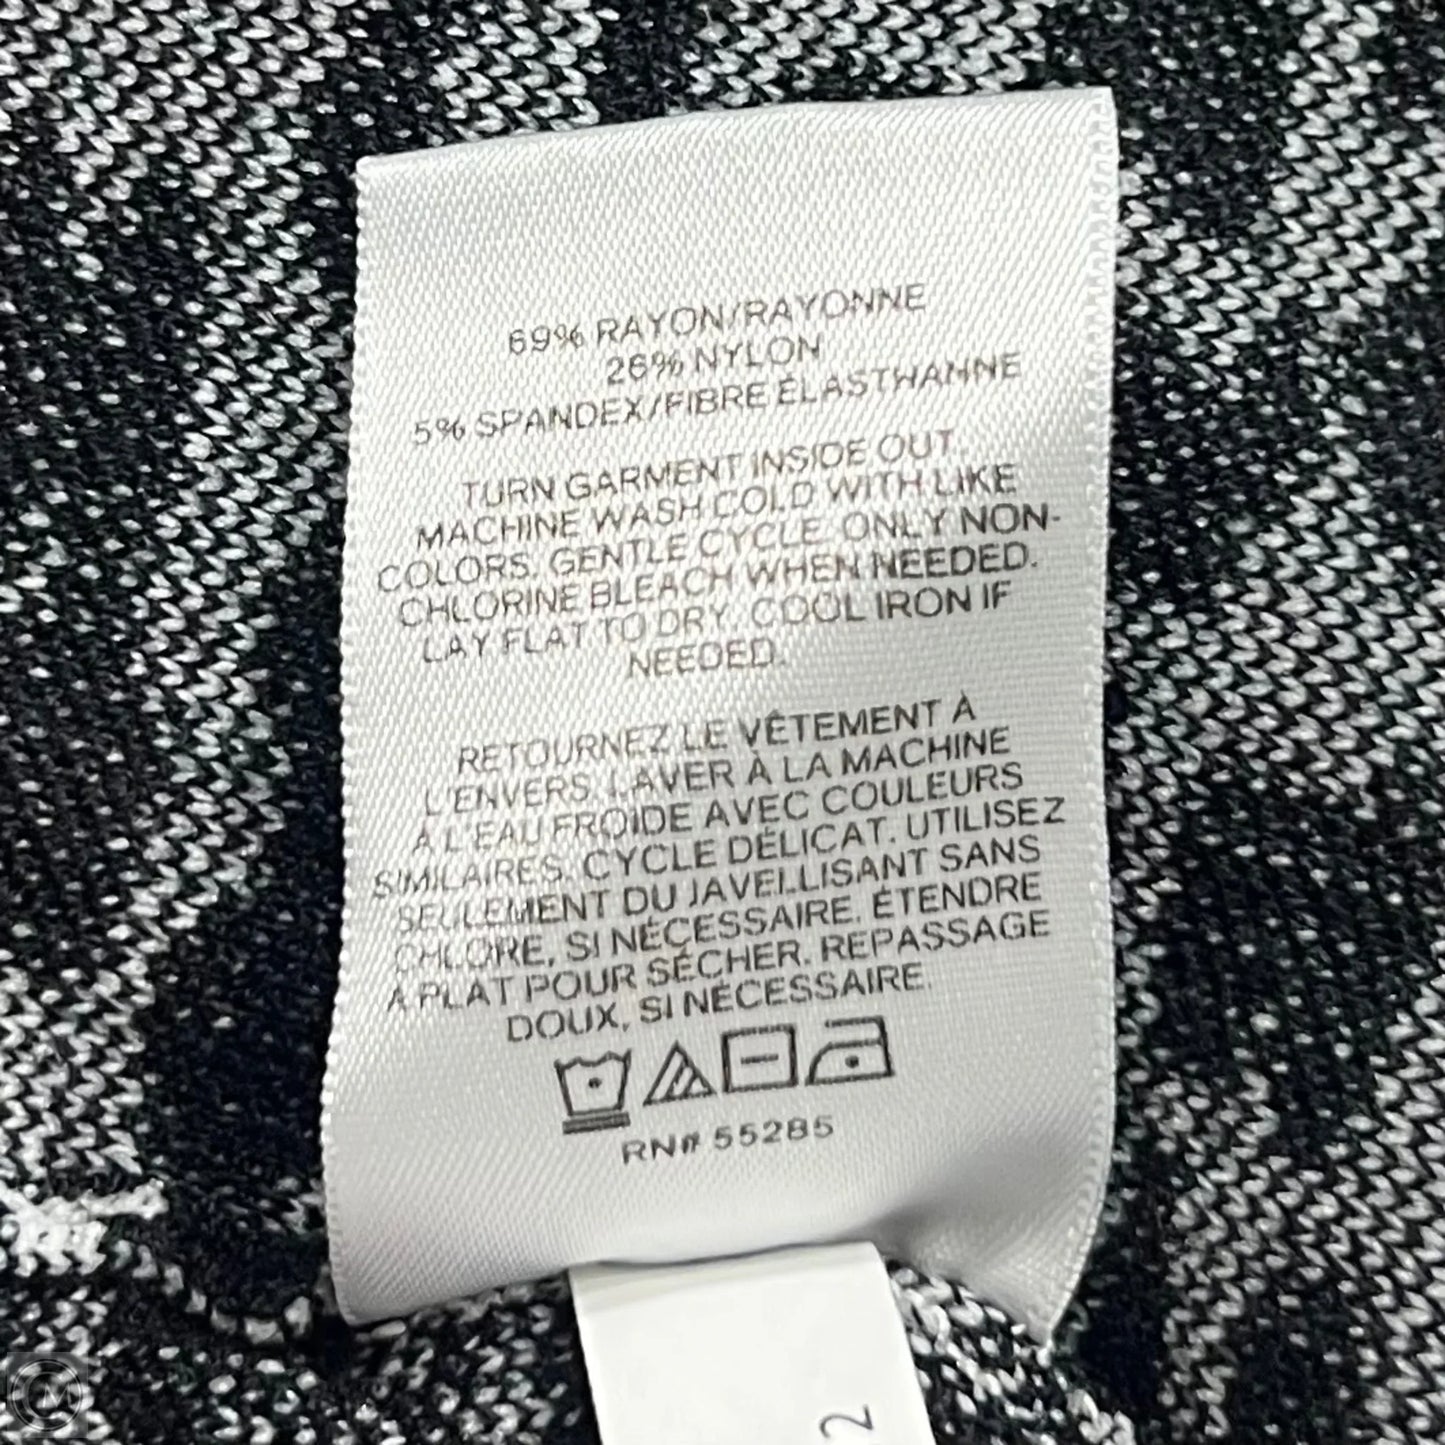 69% RAYON/RAYONNE
26% NYLON
5% SPANDEX/FIBRE ÉLASTHANNE
TURN GARMENT INSIDE OUT.
MACHINE WASH COLD WITH LIKE
COLORS. GENTLE CYCLE. ONLY NON-
CHLORINE BLEACH WHEN NEEDED.
LAY FLAT TO DRY. COOL IRON IF
NEEDED.
RETOURNEZ LE VÊTEMENT À
L'ENVERS. LAVER À LA MACHINE
À L'EAU FROIDE AVEC COULEURS
SIMILAIRES. CYCLE DÉLICAT. UTILISEZ
SEULEMENT DU JAVELLISANT SANS
CHLORE, SI NÉCESSAIRE. ÉTENDRE
À PLAT POUR SÉCHER. REPASSAGE
DOUX, SI NÉCESSAIRE.
RN# 55285
2
CM